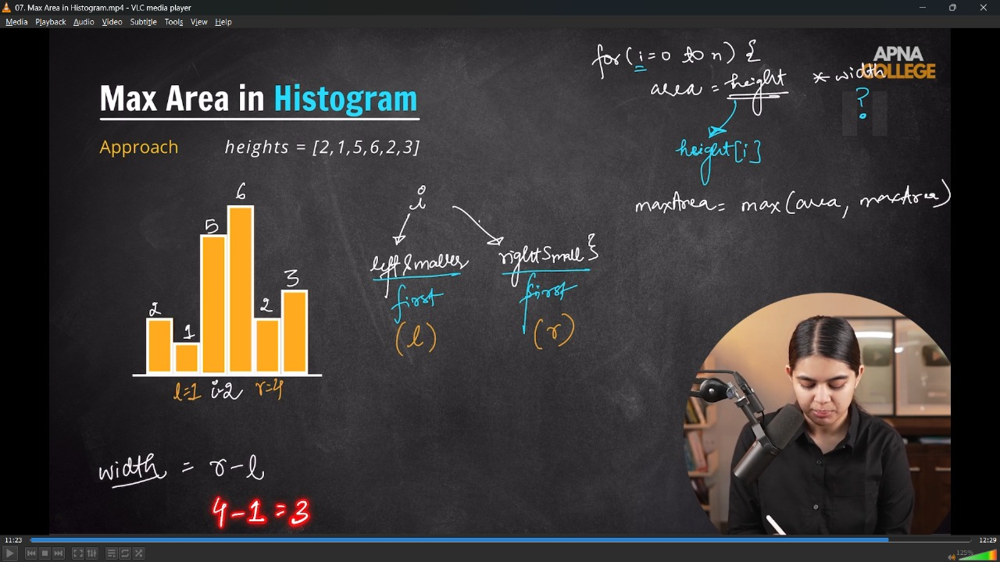 07. Max Area in Histogram.mp4 - VLC media player
Media Playback Audio Video Subtitle Tools View Help
for (i=0 to n) {
APNA
COLLEGE
area = height * width
?
height[i]
maxArea = max(area, maxArea)
}
Max Area in Histogram
Approach heights = [2,1,5,6,2,3]
i
leftSmaller rightSmall
first first
(l) (r)
6
5
3
2 2
1
l=1 i=2 r=4
width = r-l
4-1=3
11:23 12:29
125%